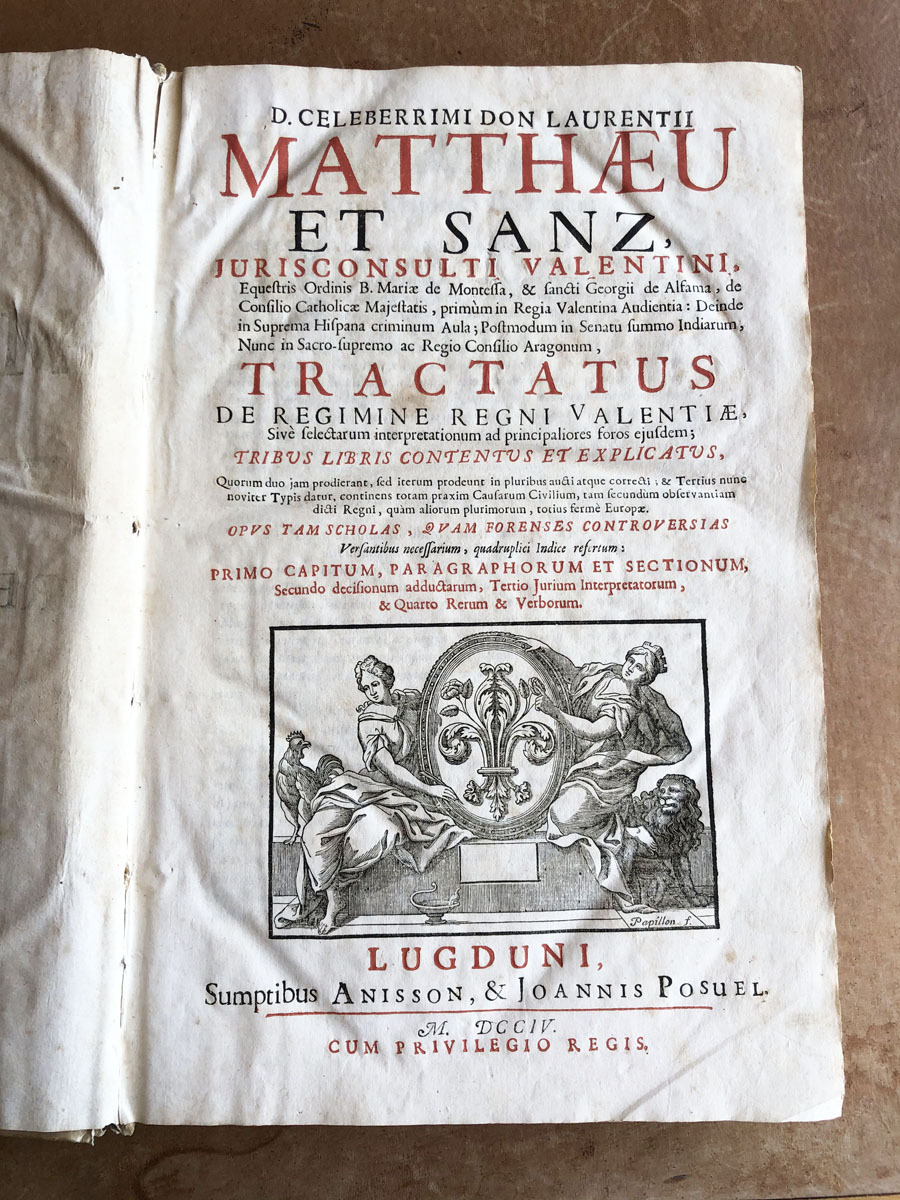 D. CELEBERRIMI DON LAURENTII
MATTHÆU
ET SANZ,
JURISCONSULTI VALENTINI,
Equestris Ordinis B. Mariæ de Monteſſa, & ſancti Georgii de Alfama, de
Conſilio Catholicæ Majeſtatis, primùm in Regia Valentina Audientia: Deinde
in Suprema Hiſpana criminum Aula; Poſtmodum in Senatu ſummo Indiarum,
Nunc in Sacro-ſupremo ac Regio Conſilio Aragonum,
TRACTATUS
DE REGIMINE REGNI VALENTIÆ,
Sivè ſelectarum interpretationum ad principaliores foros ejuſdem;
TRIBVS LIBRIS CONTENTVS ET EXPLICATVS,
Quorum duo jam prodierant, ſed iterum prodeunt in pluribus aucti atque correcti; & Tertius nunc
noviter Typis datur, continens totam praxim Cauſarum Civilium, tam ſecundùm obſervantiam
dicti Regni, quàm aliorum plurimorum, totius fermè Europæ.
OPVS TAM SCHOLAS, QVAM FORENSES CONTROVERSIAS
Verſantibus neceſſarium, quadruplici Indice refertum:
PRIMO CAPITUM, PARAGRAPHORUM ET SECTIONUM,
Secundo deciſionum adductarum, Tertio Jurium Interpretatorum,
& Quarto Rerum & Verborum.
Papillon f.
LUGDUNI,
Sumptibus ANISSON, & JOANNIS POSUEL.
M. DCCIV.
CUM PRIVILEGIO REGIS.